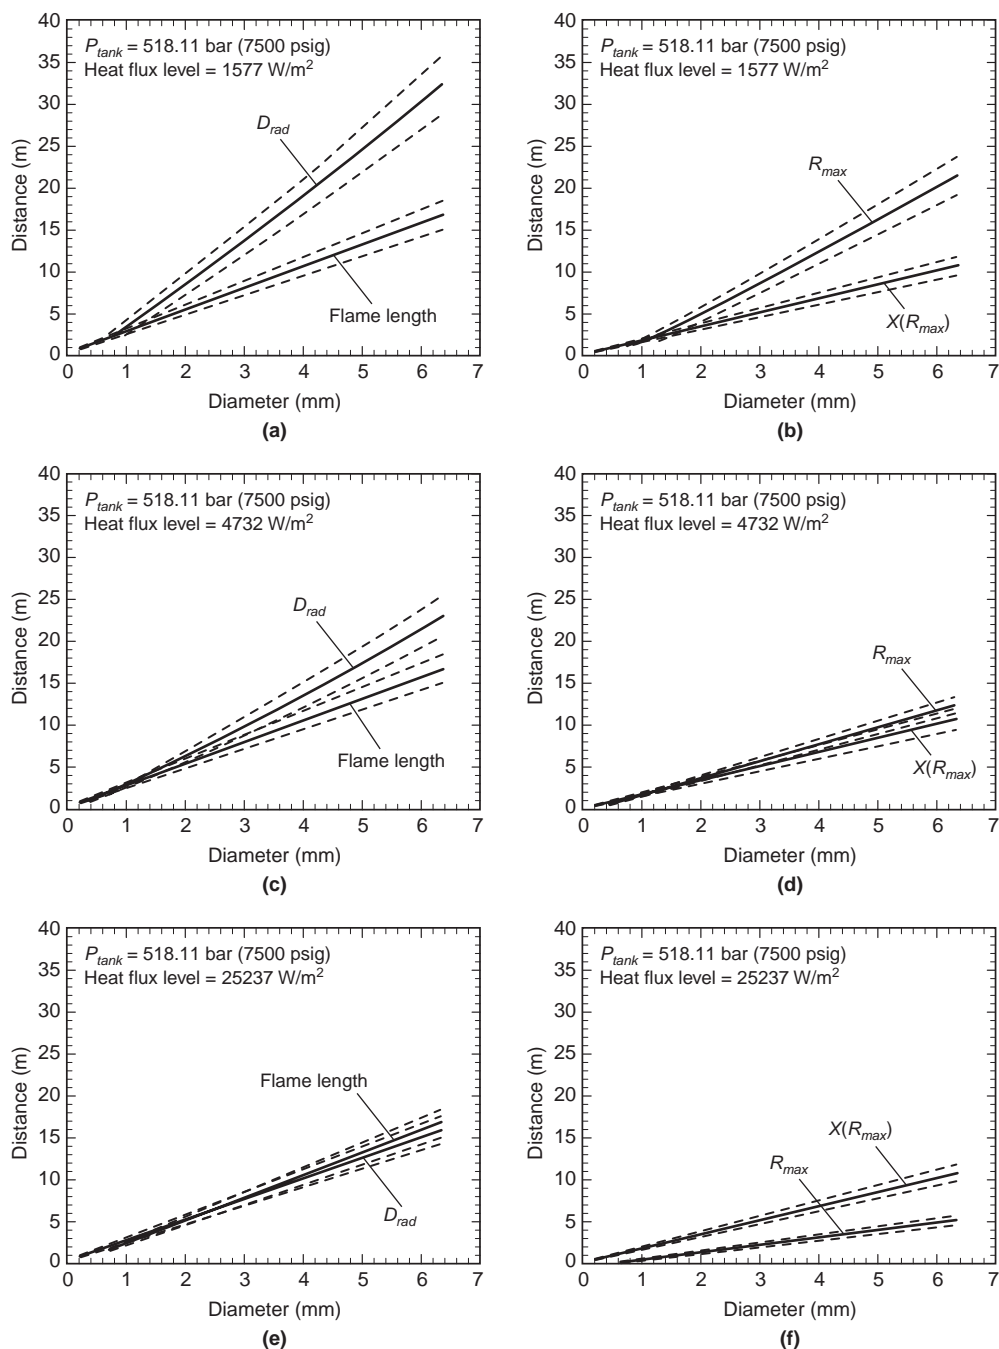 P_tank = 518.11 bar (7500 psig)
Heat flux level = 1577 W/m²
D_rad
Flame length
Distance (m)
40
35
30
25
20
15
10
5
0
0 1 2 3 4 5 6 7
Diameter (mm)
(a)
P_tank = 518.11 bar (7500 psig)
Heat flux level = 1577 W/m²
R_max
X(R_max)
Distance (m)
40
35
30
25
20
15
10
5
0
0 1 2 3 4 5 6 7
Diameter (mm)
(b)
P_tank = 518.11 bar (7500 psig)
Heat flux level = 4732 W/m²
D_rad
Flame length
Distance (m)
40
35
30
25
20
15
10
5
0
0 1 2 3 4 5 6 7
Diameter (mm)
(c)
P_tank = 518.11 bar (7500 psig)
Heat flux level = 4732 W/m²
R_max
X(R_max)
Distance (m)
40
35
30
25
20
15
10
5
0
0 1 2 3 4 5 6 7
Diameter (mm)
(d)
P_tank = 518.11 bar (7500 psig)
Heat flux level = 25237 W/m²
Flame length
D_rad
Distance (m)
40
35
30
25
20
15
10
5
0
0 1 2 3 4 5 6 7
Diameter (mm)
(e)
P_tank = 518.11 bar (7500 psig)
Heat flux level = 25237 W/m²
X(R_max)
R_max
Distance (m)
40
35
30
25
20
15
10
5
0
0 1 2 3 4 5 6 7
Diameter (mm)
(f)